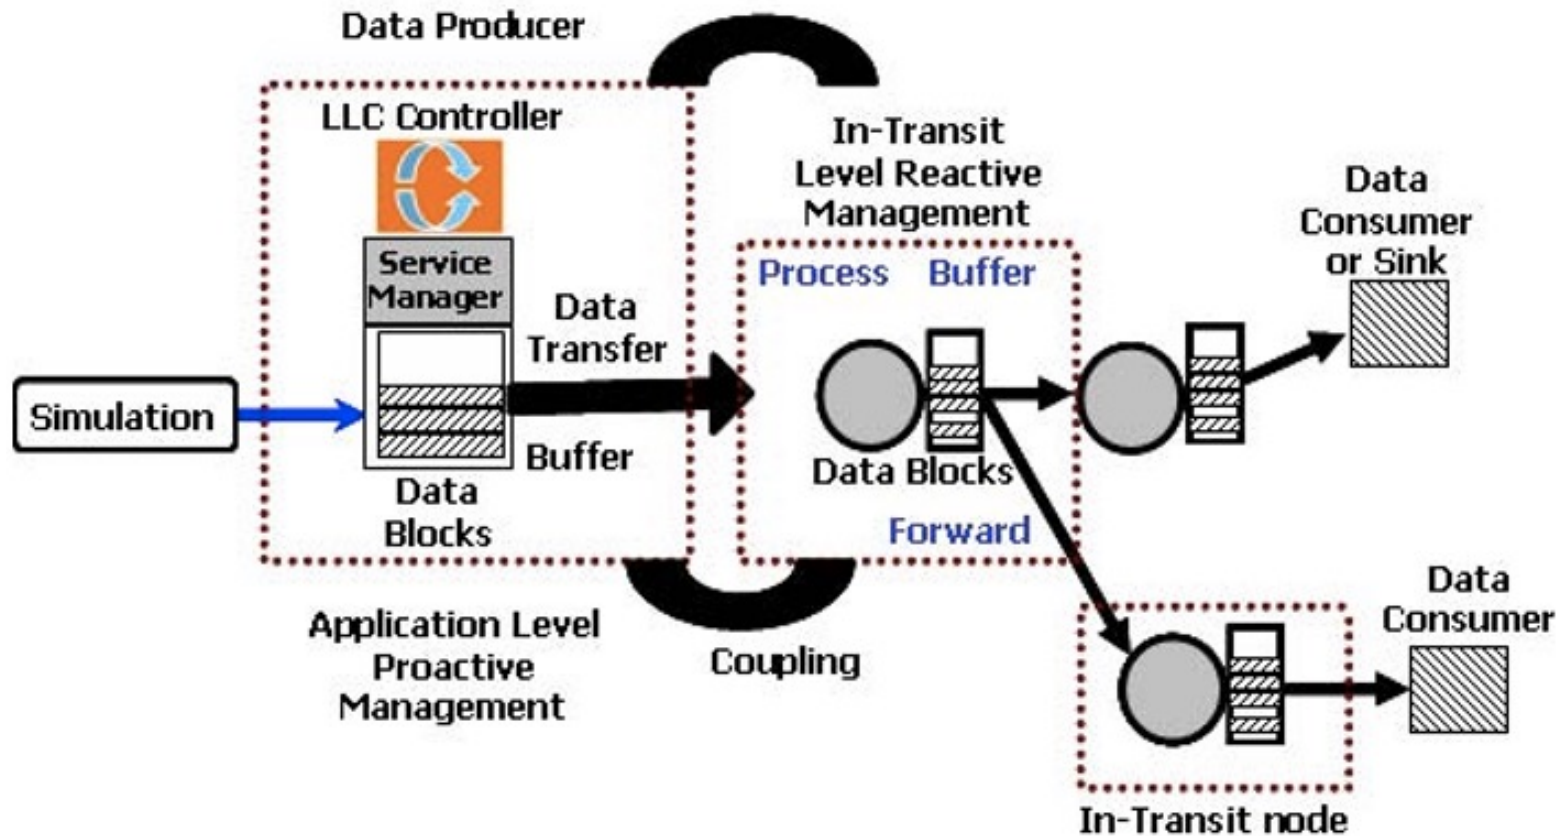 Data Producer
LLC Controller
Service
Manager
Data
Transfer
Simulation
Buffer
Data
Blocks
Application Level
Proactive
Management
Coupling
In-Transit
Level Reactive
Management
Process Buffer
Data Blocks
Forward
Data
Consumer
or Sink
Data
Consumer
In-Transit node